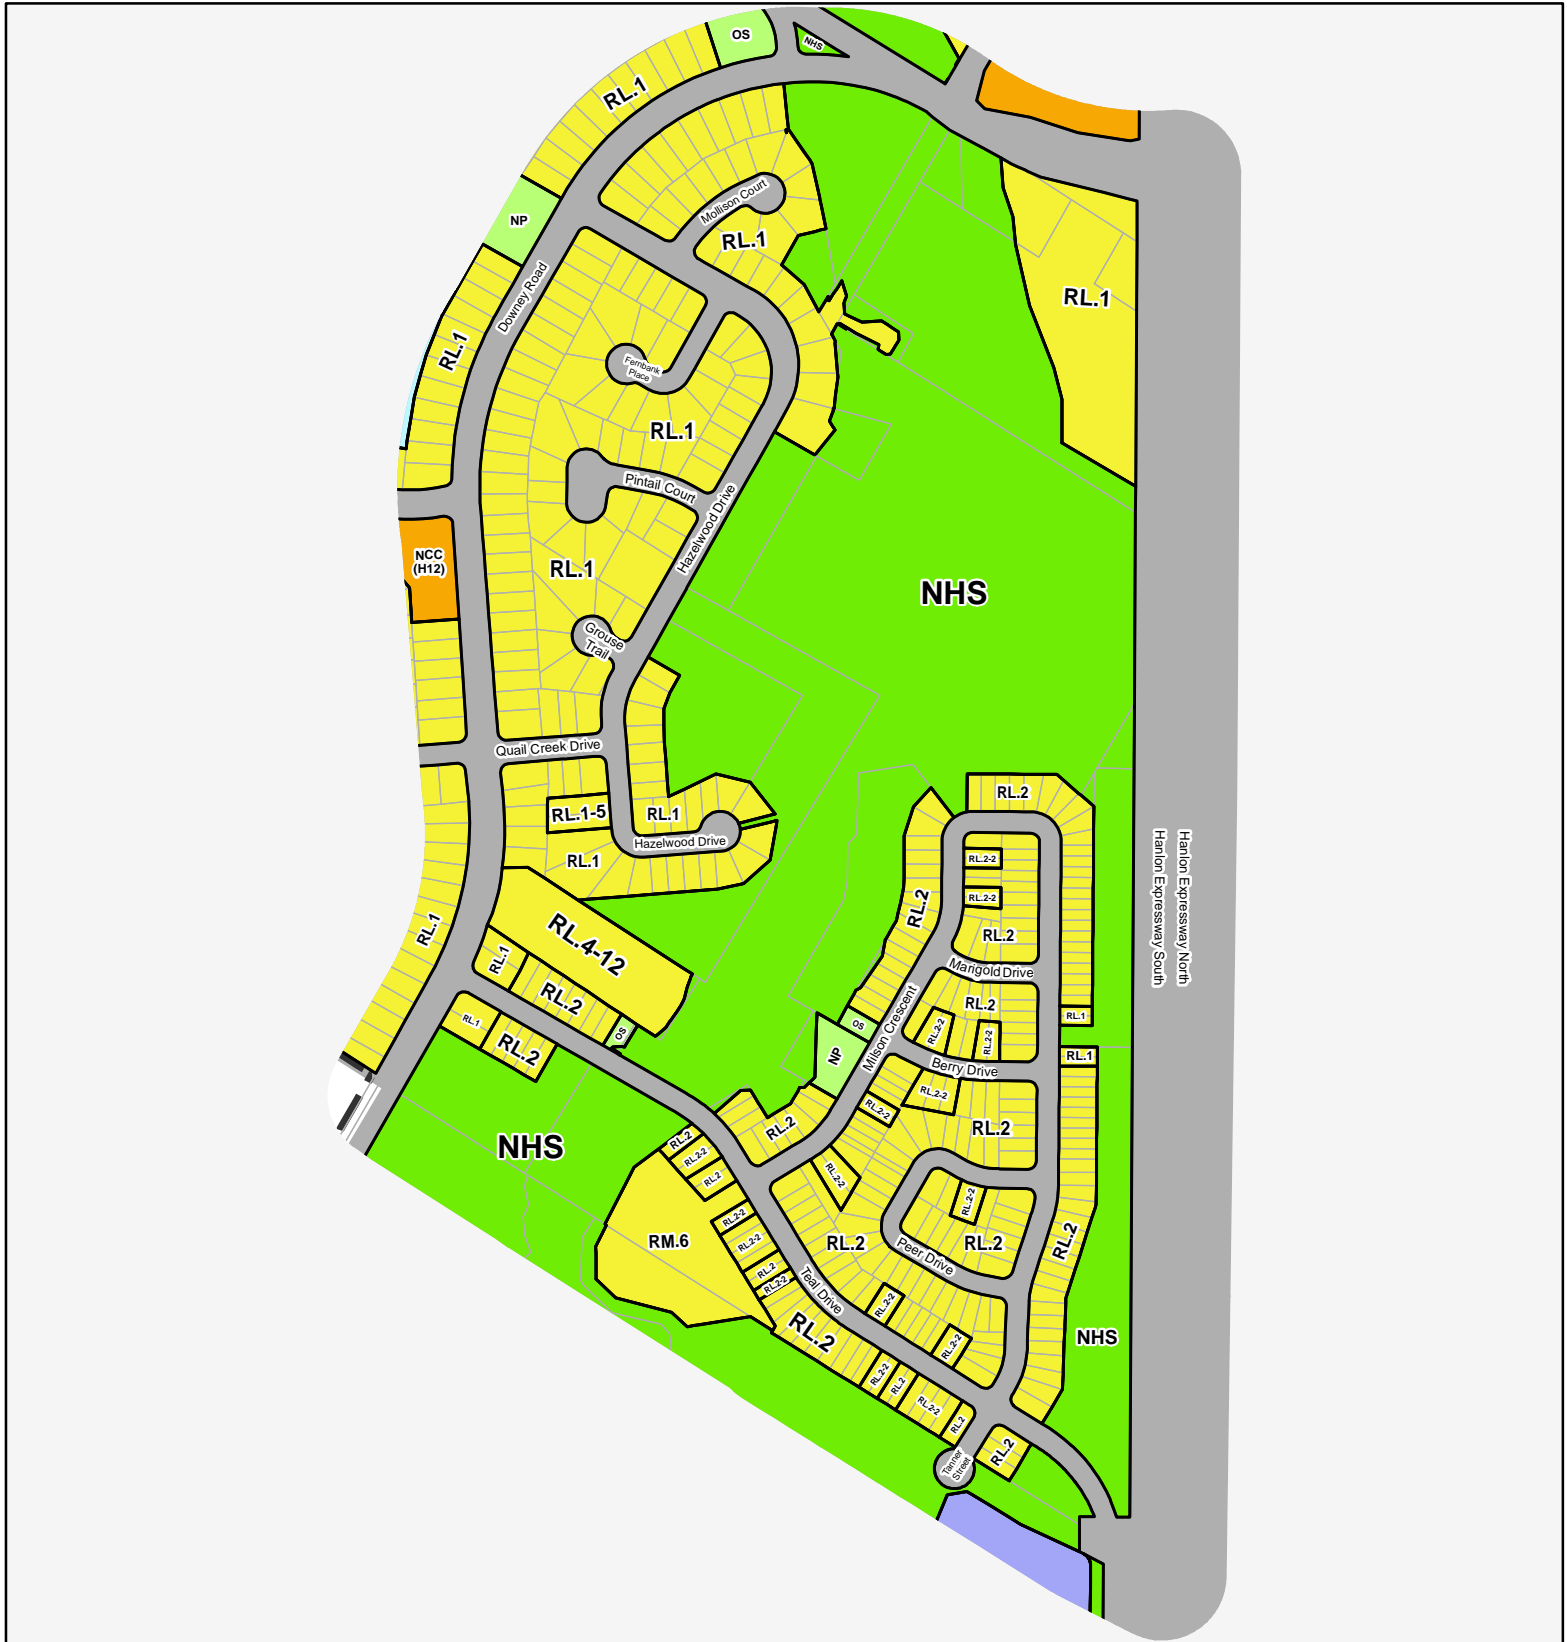 OS
NHS
RL.1
NP
Mollison Court
RL.1
Downey Road
RL.1
RL.1
Fernbank
Place
RL.1
Pintail Court
Hazelwood Drive
NCC
(H12)
RL.1
NHS
Grouse
Trail
Quail Creek Drive
RL.1-5
RL.1
Hazelwood Drive
RL.1
RL.2
RL.2-2
RL.2-2
RL.2
RL.2
Hanlon Expressway North
Hanlon Expressway South
RL.1
RL.4-12
RL.1
RL.2
Marigold Drive
RL.2
RL.1
RL.1
RL.2
OS
OS
NP
Milson Crescent
RL.2-2
RL.2-2
RL.1
Berry Drive
RL.2-2
RL.2-2
RL.2
RL.2
NHS
RL.2
RL.2-2
RL.2
RL.2-2
RL.2-2
RL.2-2
RL.2-2
RL.2
RL.2-2
RM.6
RL.2
RL.2
RL.2
Peer Drive
Teal Drive
RL.2-2
RL.2-2
RL.2
NHS
RL.2-2
RL.2
RL.2-2
RL.2
RL.2
Tanner
Street